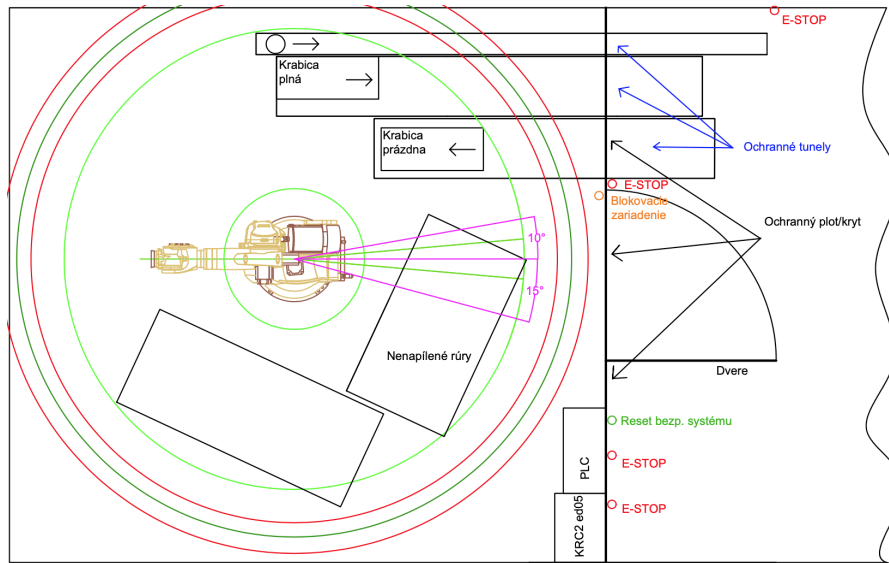 E-STOP
Krabica
plná
Krabica
prázdna
Ochranné tunely
E-STOP
Blokovacie
zariadenie
Ochranný plot/kryt
10°
15°
Nenapílené rúry
Dvere
Reset bezp. systému
PLC
E-STOP
KRC2 ed05
E-STOP